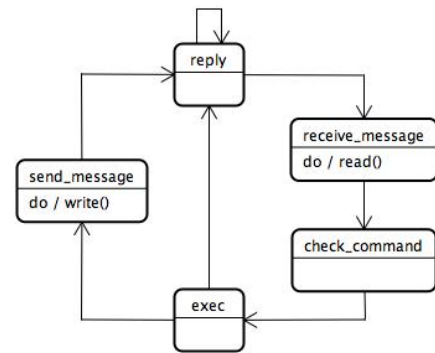 reply
receive_message
do / read()
send_message
do / write()
check_command
exec